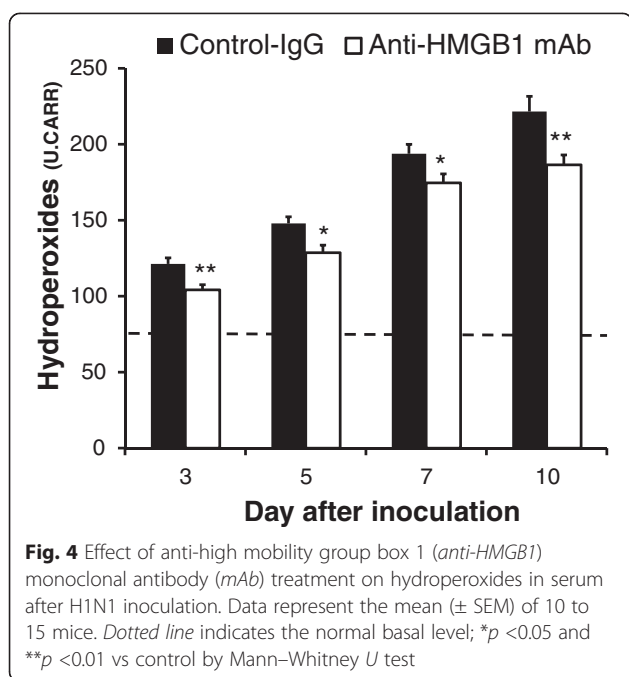 ■ Control-IgG □ Anti-HMGB1 mAb
Hydroperoxides (U.CARR)
250
200
150
100
50
0
** * * **
3 5 7 10
Day after inoculation
Fig. 4 Effect of anti-high mobility group box 1 (anti-HMGB1)
monoclonal antibody (mAb) treatment on hydroperoxides in serum
after H1N1 inoculation. Data represent the mean (± SEM) of 10 to
15 mice. Dotted line indicates the normal basal level; *p <0.05 and
**p <0.01 vs control by Mann–Whitney U test